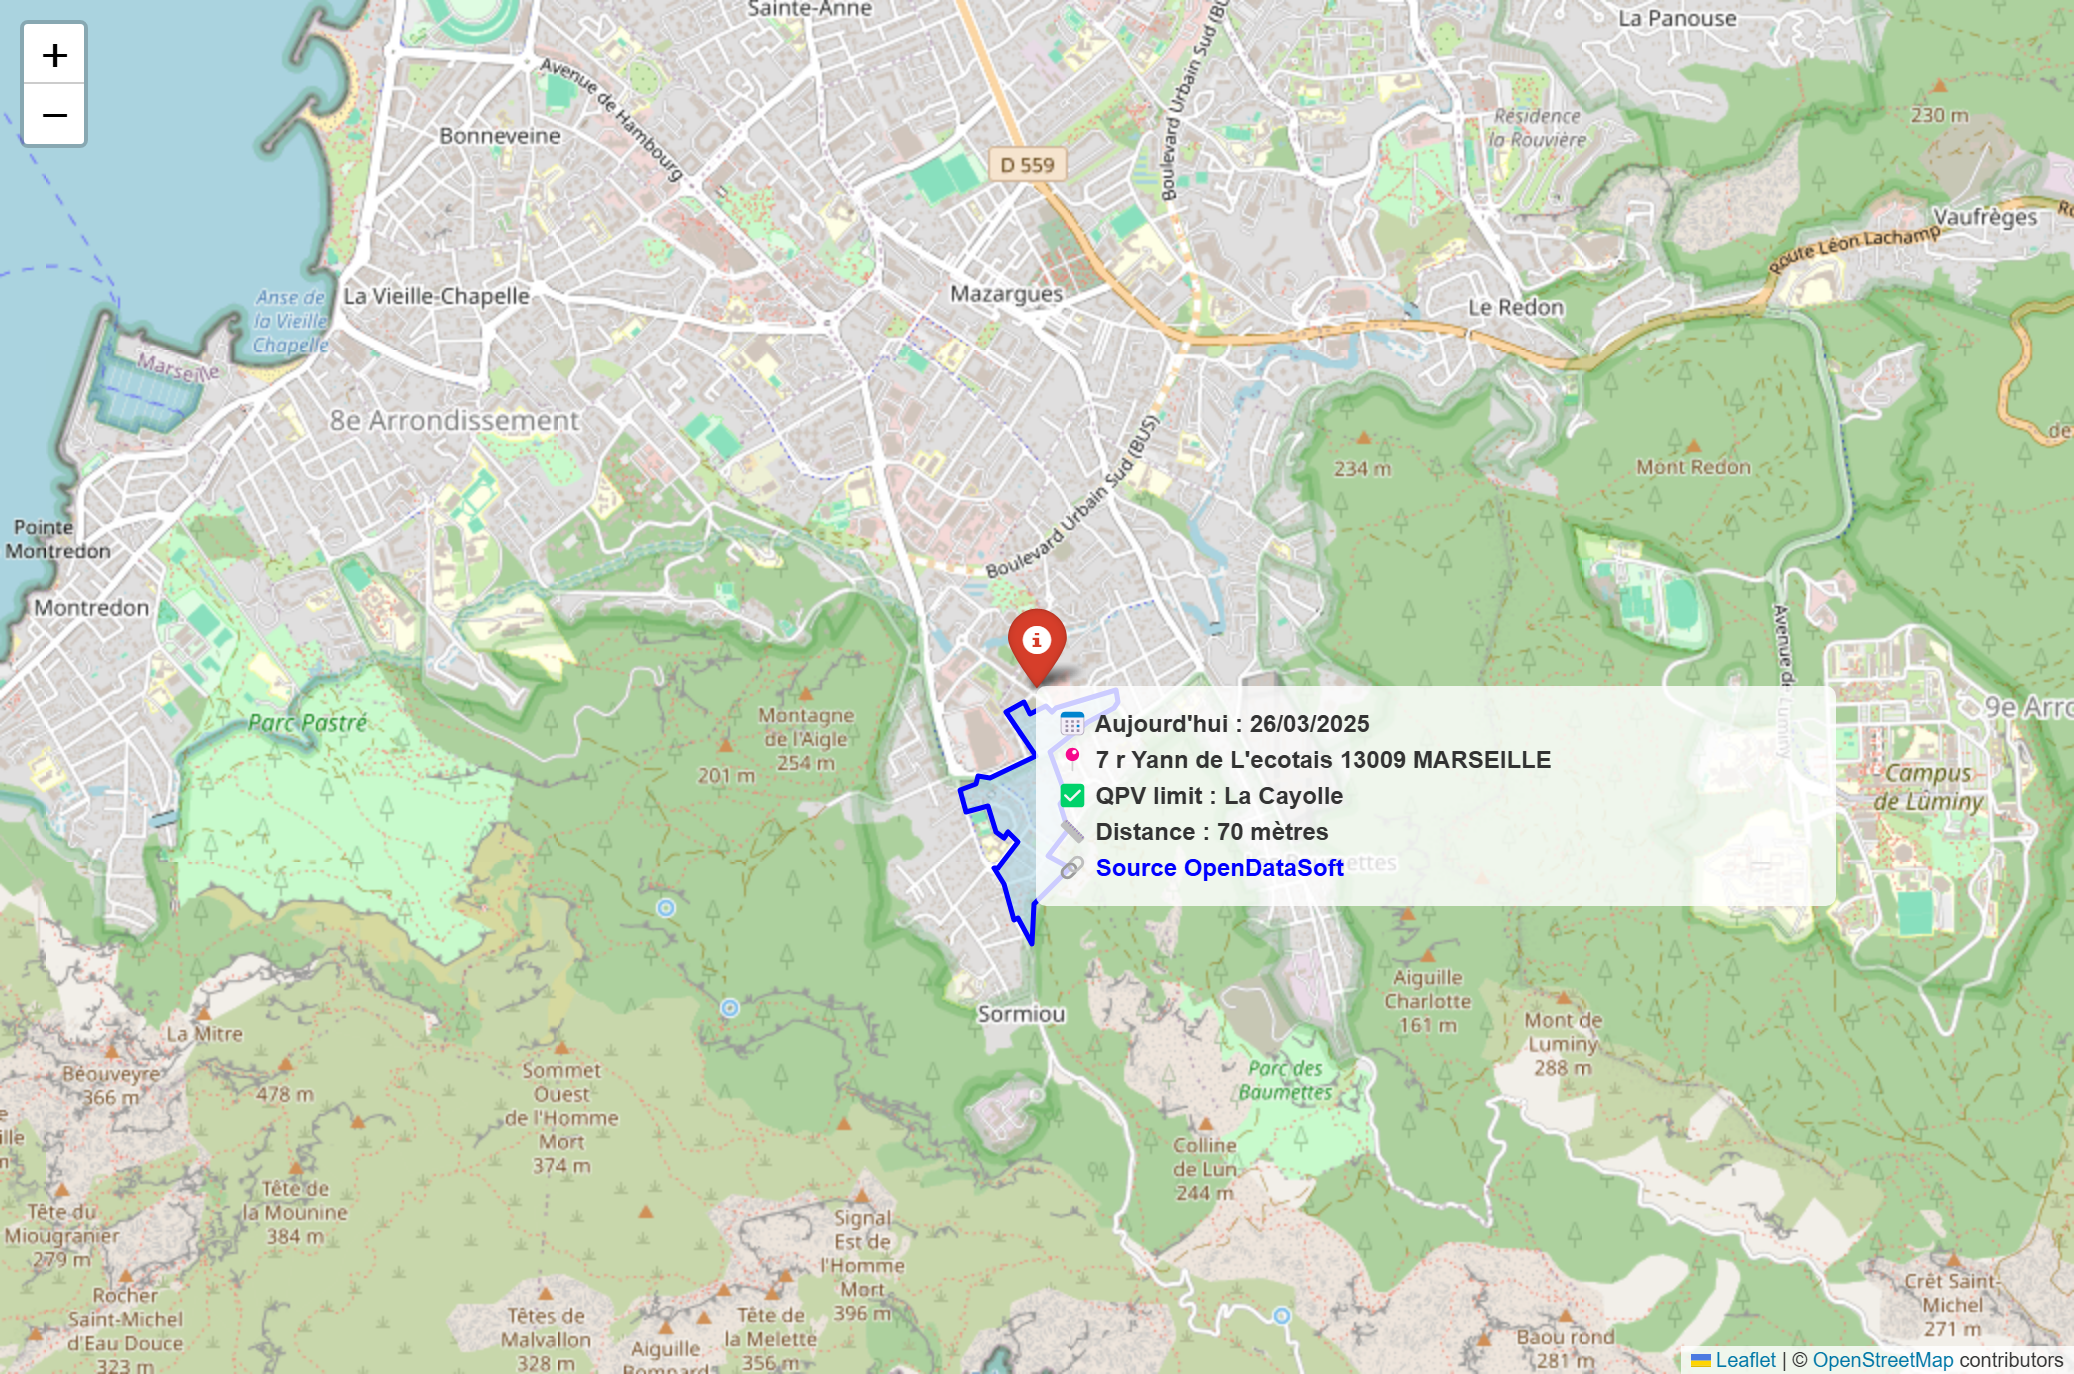 +
−
Sainte-Anne
La Panouse
Avenue de Hambourg
Boulevard Urbain Sud (BU
Bonneveine
Résidence
la Rouvière
230 m
D 559
Vaufrèges
Route Léon Lachamp
Ro
Anse de
la Vieille
Chapelle
La Vieille-Chapelle
Mazargues
Le Redon
Marseille
8e Arrondissement
de
234 m
Mont Redon
Boulevard Urbain Sud (BUS)
Pointe
Montredon
Montredon
Avenue de Luminy
Parc Pastré
Montagne
de l'Aigle
254 m
201 m
9e Arro
Aujourd'hui : 26/03/2025
7 r Yann de L'ecotais 13009 MARSEILLE
QPV limit : La Cayolle
Distance : 70 mètres
Source OpenDataSoft
Campus
de Luminy
Sormiou
Aiguille
Charlotte
161 m
Mont de
Luminy
288 m
La Mitre
Béouveyre
366 m
478 m
Sommet
Ouest
de l'Homme
Mort
374 m
Parc des
Baumettes
e
ille
m
Colline
de Lun
244 m
Tête du
Miougranier
279 m
Tête de
la Mounine
384 m
Signal
Est de
l'Homme
Mort
396 m
Rocher
Saint-Michel
d'Eau Douce
323 m
Têtes de
Malvallon
328 m
Aiguille
Tête de
la Melette
356 m
Baou rond
281 m
Crêt Saint-
Michel
271 m
Leaflet | © OpenStreetMap contributors